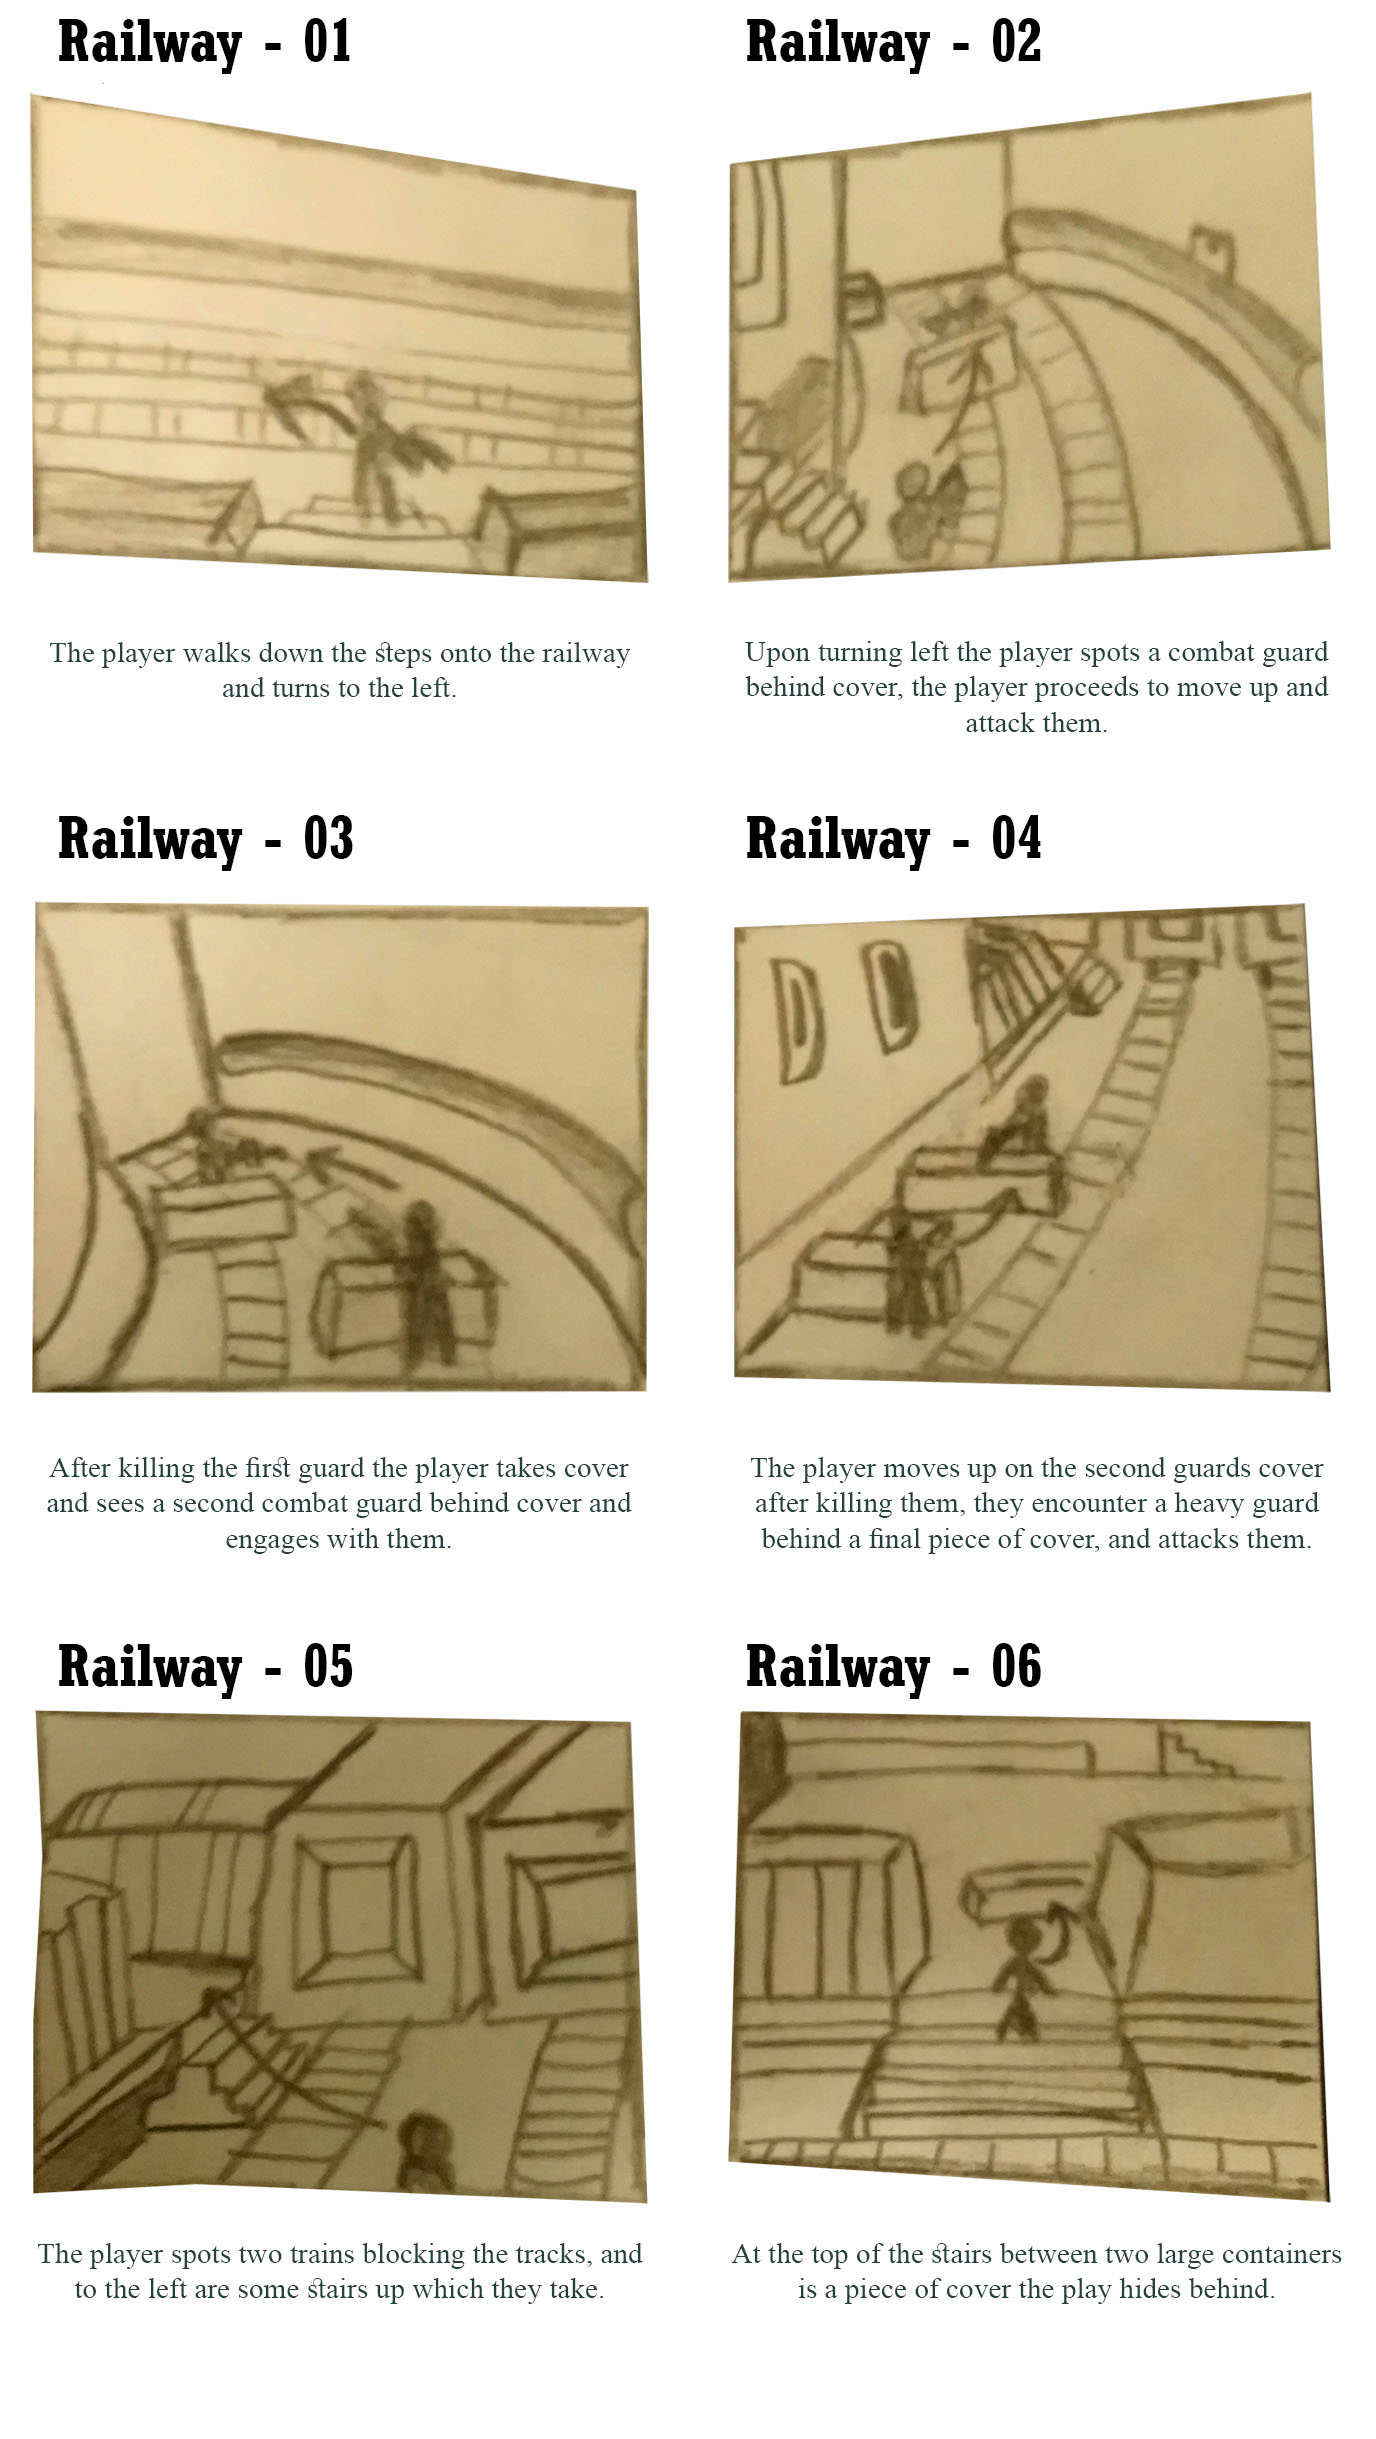 Railway - 01
Railway - 02
The player walks down the steps onto the railway
and turns to the left.
Upon turning left the player spots a combat guard
behind cover, the player proceeds to move up and
attack them.
Railway - 03
Railway - 04
After killing the first guard the player takes cover
and sees a second combat guard behind cover and
engages with them.
The player moves up on the second guards cover
after killing them, they encounter a heavy guard
behind a final piece of cover, and attacks them.
Railway - 05
Railway - 06
The player spots two trains blocking the tracks, and
to the left are some stairs up which they take.
At the top of the stairs between two large containers
is a piece of cover the play hides behind.